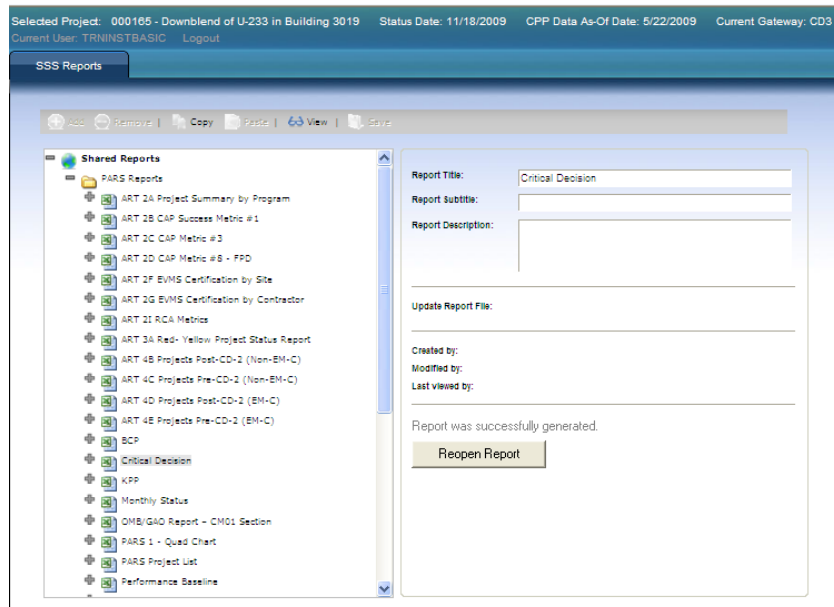 Selected Project: 000165 - Downblend of U-233 in Building 3019 Status Date: 11/18/2009 CPP Data As-Of Date: 5/22/2009 Current Gateway: CD3
Current User: TRNINSTBASIC Logout
SSS Reports
Add Remove | Copy Paste | View | Save
Shared Reports
PARS Reports
ART 2A Project Summary by Program
ART 2B CAP Success Metric #1
ART 2C CAP Metric #3
ART 2D CAP Metric #8 - FPD
ART 2F EVMS Certification by Site
ART 2G EVMS Certification by Contractor
ART 2I RCA Metrics
ART 3A Red- Yellow Project Status Report
ART 4B Projects Post-CD-2 (Non-EM-C)
ART 4C Projects Pre-CD-2 (Non-EM-C)
ART 4D Projects Post-CD-2 (EM-C)
ART 4E Projects Pre-CD-2 (EM-C)
BCP
Critical Decision
KPP
Monthly Status
OMB/GAO Report – CM01 Section
PARS 1 - Quad Chart
PARS Project List
Performance Baseline
Report Title: Critical Decision
Report Subtitle:
Report Description:
Update Report File:
Created by:
Modified by:
Last viewed by:
Report was successfully generated.
Reopen Report